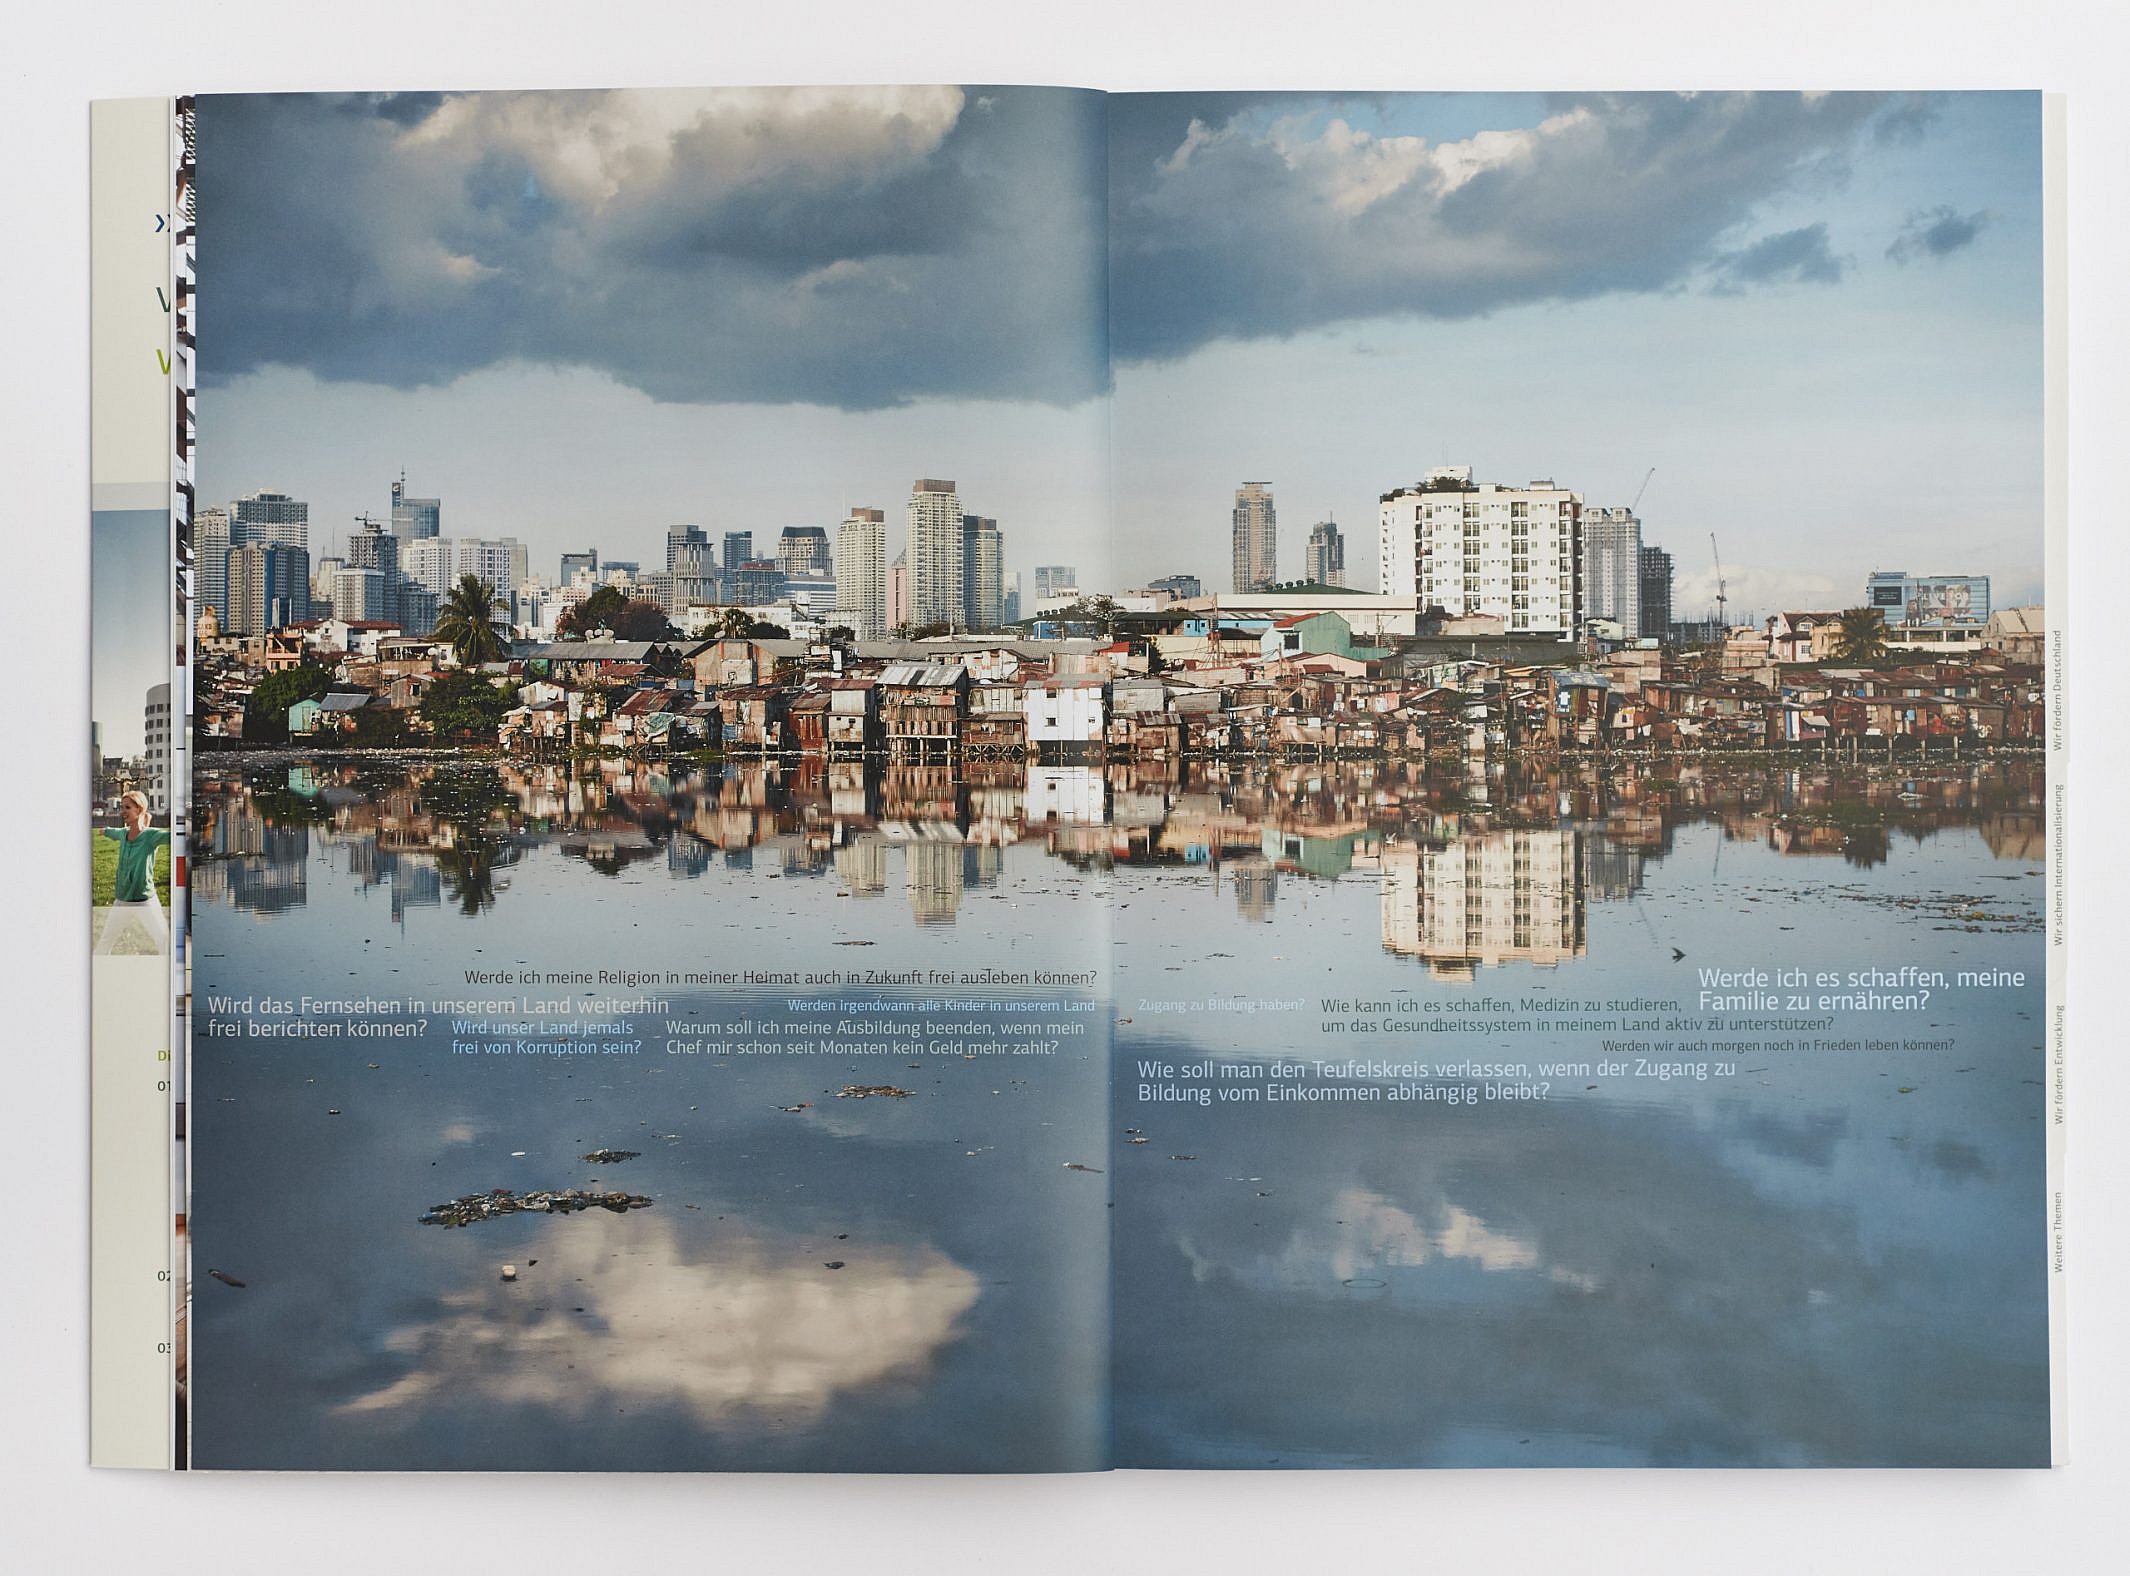 Werde ich meine Religion in meiner Heimat auch in Zukunft frei ausleben können?
Wird das Fernsehen in unserem Land weiterhin
frei berichten können?
Werden irgendwann alle Kinder in unserem Land
Zugang zu Bildung haben?
Wird unser Land jemals
frei von Korruption sein?
Warum soll ich meine Ausbildung beenden, wenn mein
Chef mir schon seit Monaten kein Geld mehr zahlt?
Wie kann ich es schaffen, Medizin zu studieren,
um das Gesundheitssystem in meinem Land aktiv zu unterstützen?
Werde ich es schaffen, meine
Familie zu ernähren?
Werden wir auch morgen noch in Frieden leben können?
Wie soll man den Teufelskreis verlassen, wenn der Zugang zu
Bildung vom Einkommen abhängig bleibt?
Wir fördern Deutschland
Wir sichern Internationalisierung
Wir fördern Entwicklung
Weitere Themen
01
02
03